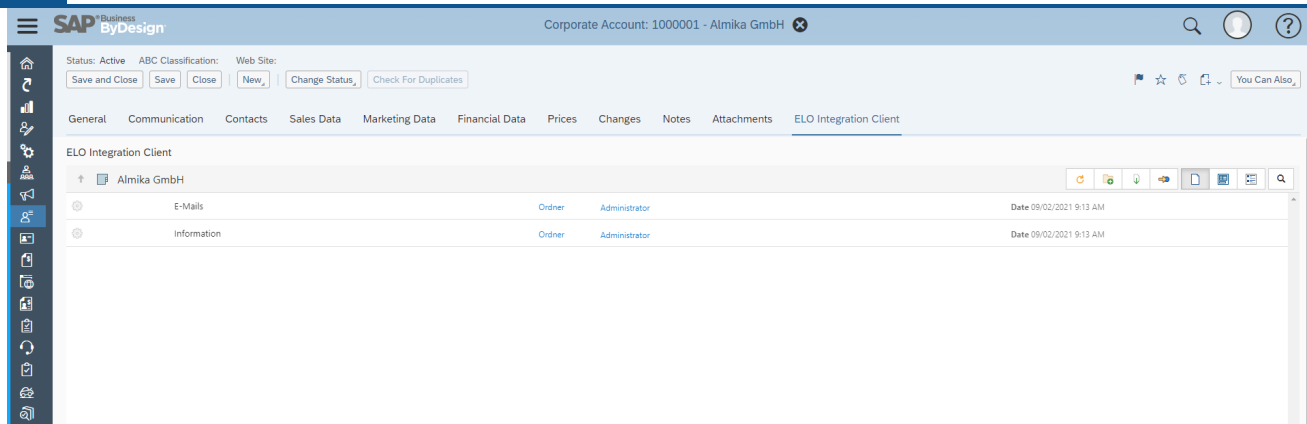 SAP Business ByDesign
Corporate Account: 1000001 - Almika GmbH
Status: Active ABC Classification: Web Site:
Save and Close Save Close New Change Status Check For Duplicates You Can Also
General Communication Contacts Sales Data Marketing Data Financial Data Prices Changes Notes Attachments ELO Integration Client
ELO Integration Client
Almika GmbH
E-Mails Ordner Administrator Date 09/02/2021 9:13 AM
Information Ordner Administrator Date 09/02/2021 9:13 AM